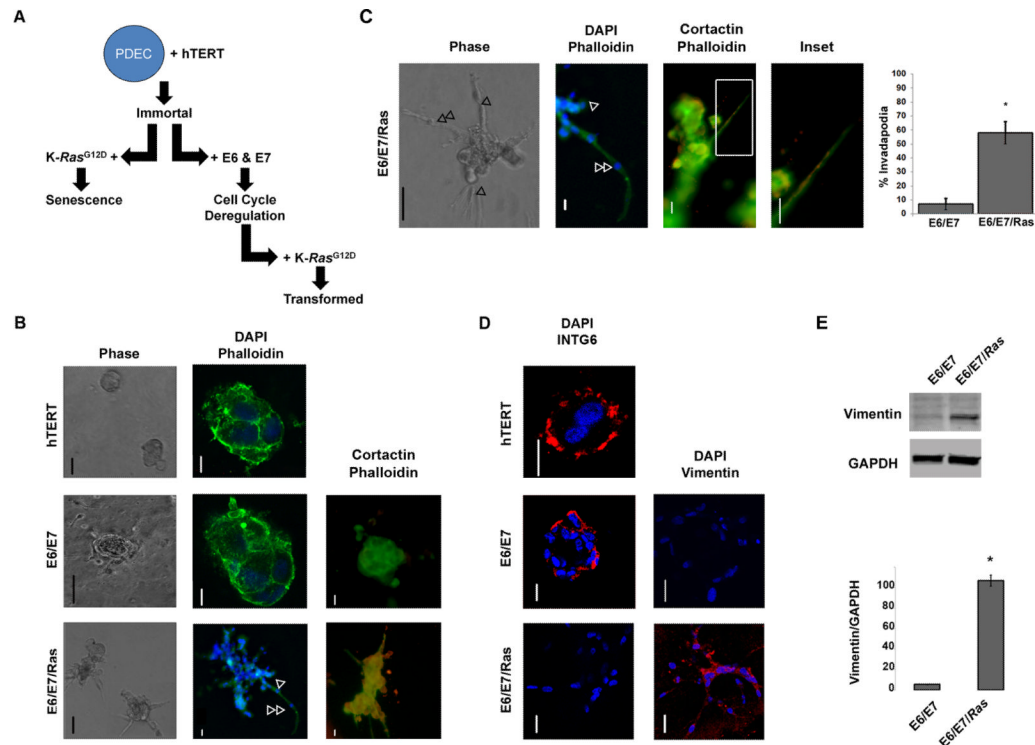 A
PDEC
+ hTERT
Immortal
K-Ras^G12D +
+ E6 & E7
Senescence
Cell Cycle
Deregulation
+ K-Ras^G12D
Transformed
C
Phase
DAPI
Phalloidin
Cortactin
Phalloidin
Inset
E6/E7/Ras
% Invadapodia
100
90
80
70
60
50
40
30
20
10
0
*
E6/E7
E6/E7/Ras
B
Phase
DAPI
Phalloidin
Cortactin
Phalloidin
hTERT
E6/E7
E6/E7/Ras
D
DAPI
INTG6
DAPI
Vimentin
hTERT
E6/E7
E6/E7/Ras
E
E6/E7
E6/E7/Ras
Vimentin
GAPDH
Vimentin/GAPDH
100
80
60
40
20
0
*
E6/E7
E6/E7/Ras